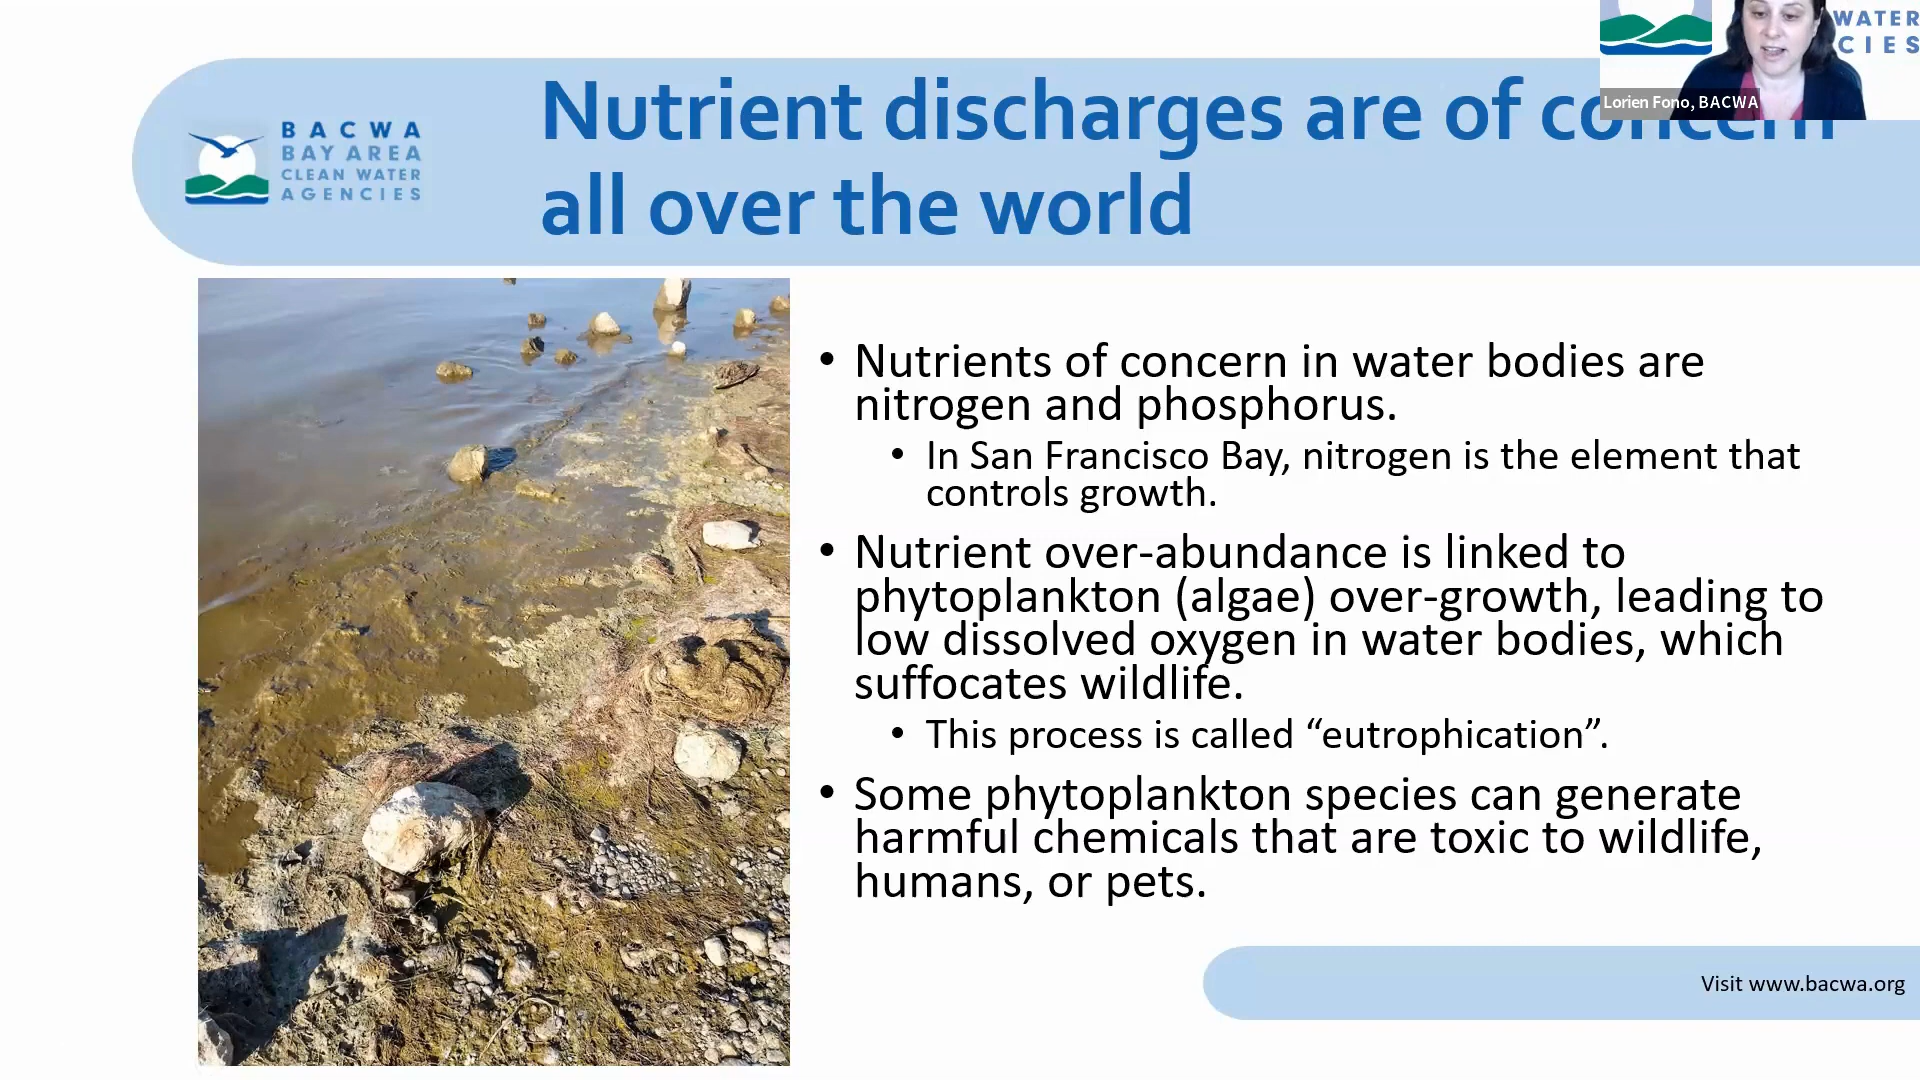 WATER
CIES
Lorien Fono, BACWA
BACWA
BAY AREA
CLEAN WATER
AGENCIES
Nutrient discharges are of concern
all over the world
• Nutrients of concern in water bodies are
nitrogen and phosphorus.
• In San Francisco Bay, nitrogen is the element that
controls growth.
• Nutrient over-abundance is linked to
phytoplankton (algae) over-growth, leading to
low dissolved oxygen in water bodies, which
suffocates wildlife.
• This process is called “eutrophication”.
• Some phytoplankton species can generate
harmful chemicals that are toxic to wildlife,
humans, or pets.
Visit www.bacwa.org